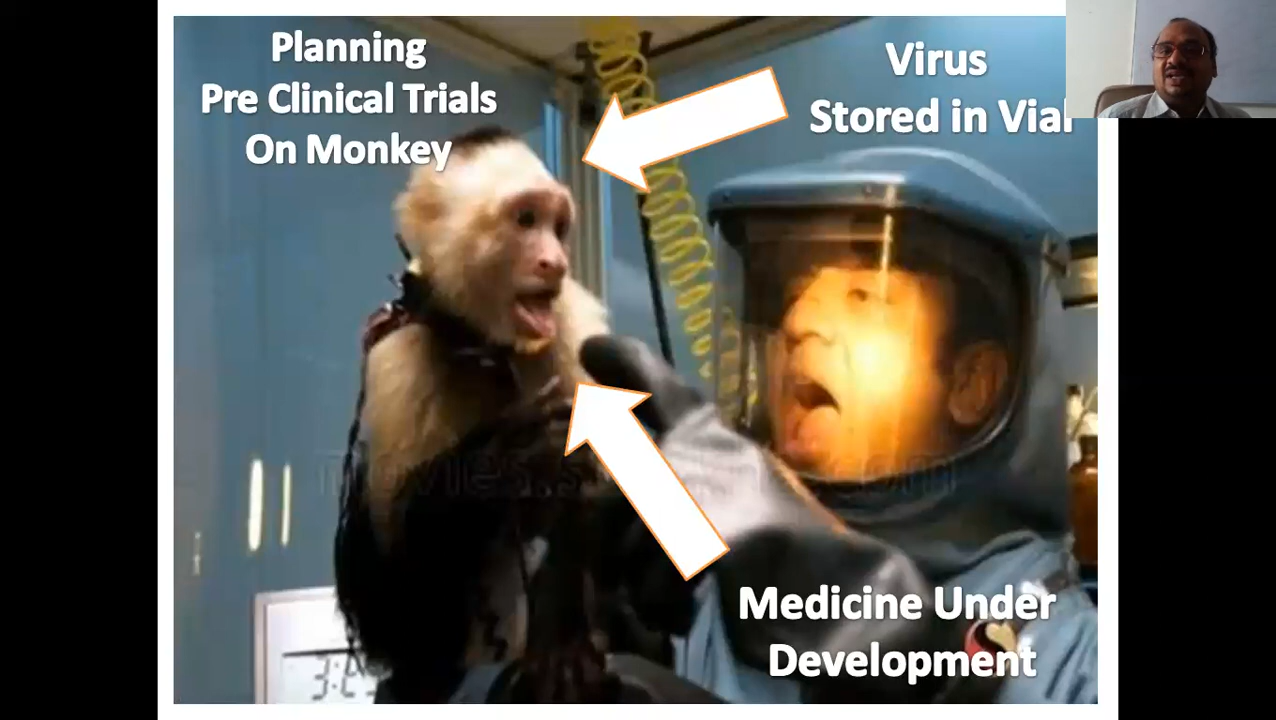 Planning
Pre Clinical Trials
On Monkey
Virus
Stored in Vial
Medicine Under
Development